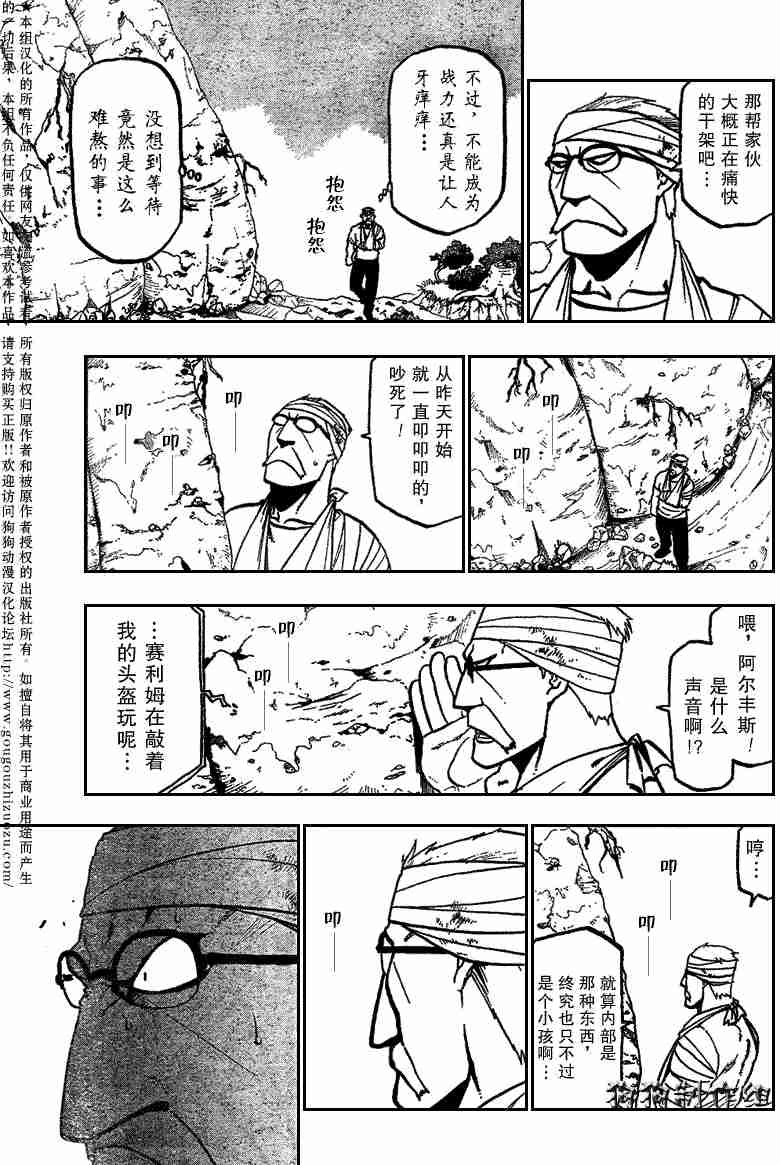 那帮家伙
大概正在痛快
的干架吧…
不过，不能成为
战力还真是让人
牙痒痒…
抱怨
抱怨
没想到等待
竟然是这么
难熬的事…
叩
叩
从昨天开始
就一直叩叩叩的，
吵死了！
叩
叩
喂，阿尔丰斯！
是什么
声音啊!?
叩
叩
…赛利姆在敲着
我的头盔玩呢…
哼…
叩
叩
就算内部是
那种东西，
终究也只不过
是个小孩啊…
叩
★本组汉化的所有作品，仅供网友
参考试看，
的一切后果，本组不负任何责任，如喜欢本作品，
所有版权归原作者和被原作者授权的出版社所有。如擅自将其用于商业用途而产生
请支持购买正版!!欢迎访问狗狗动漫汉化论坛http://www.gougouzhizuozu.com/
狗狗制作组